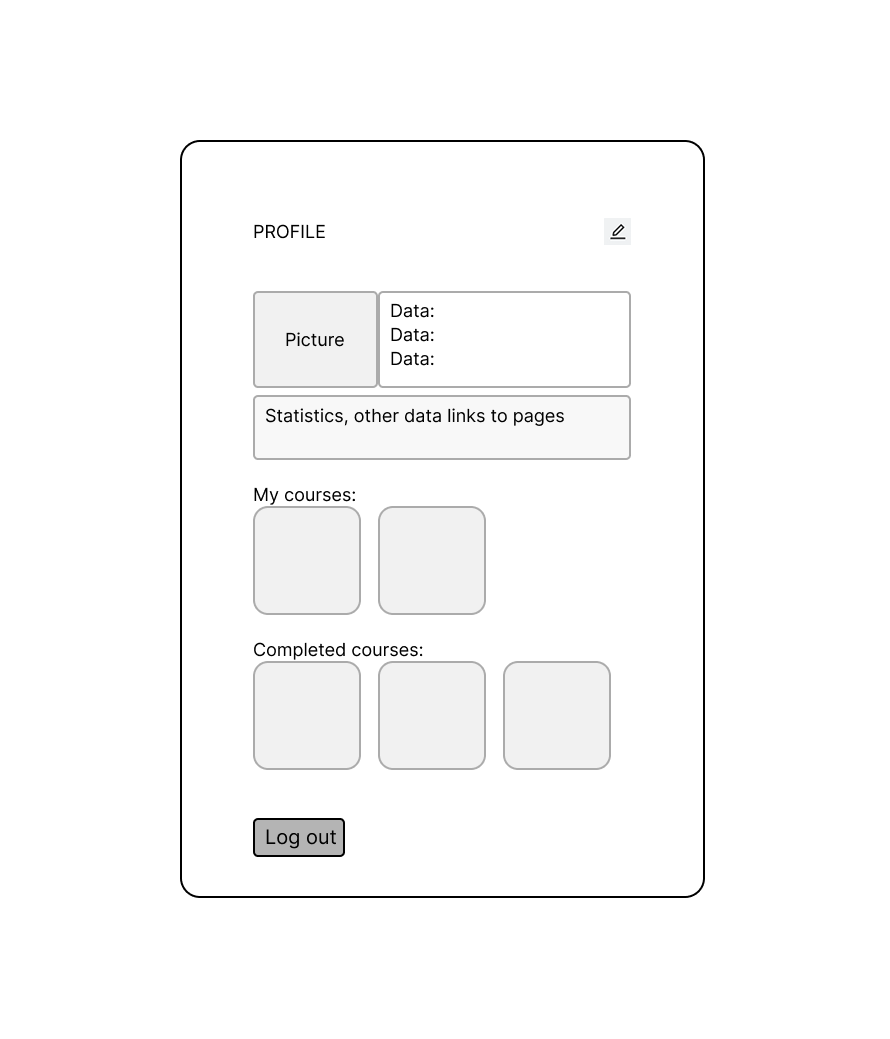 PROFILE
Picture
Data:
Data:
Data:
Statistics, other data links to pages
My courses:
Completed courses:
Log out